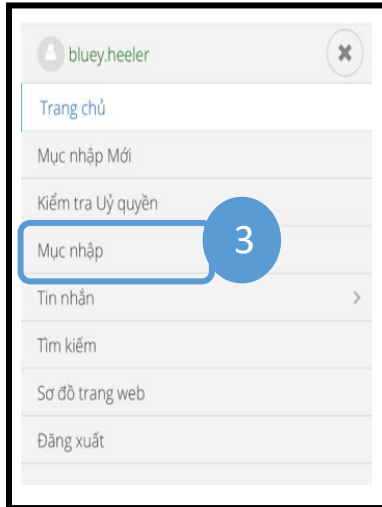 bluey.heeler
Trang chủ
Mục nhập Mới
Kiểm tra Uỷ quyền
Mục nhập
3
Tin nhắn
Tìm kiếm
Sơ đồ trang web
Đăng xuất